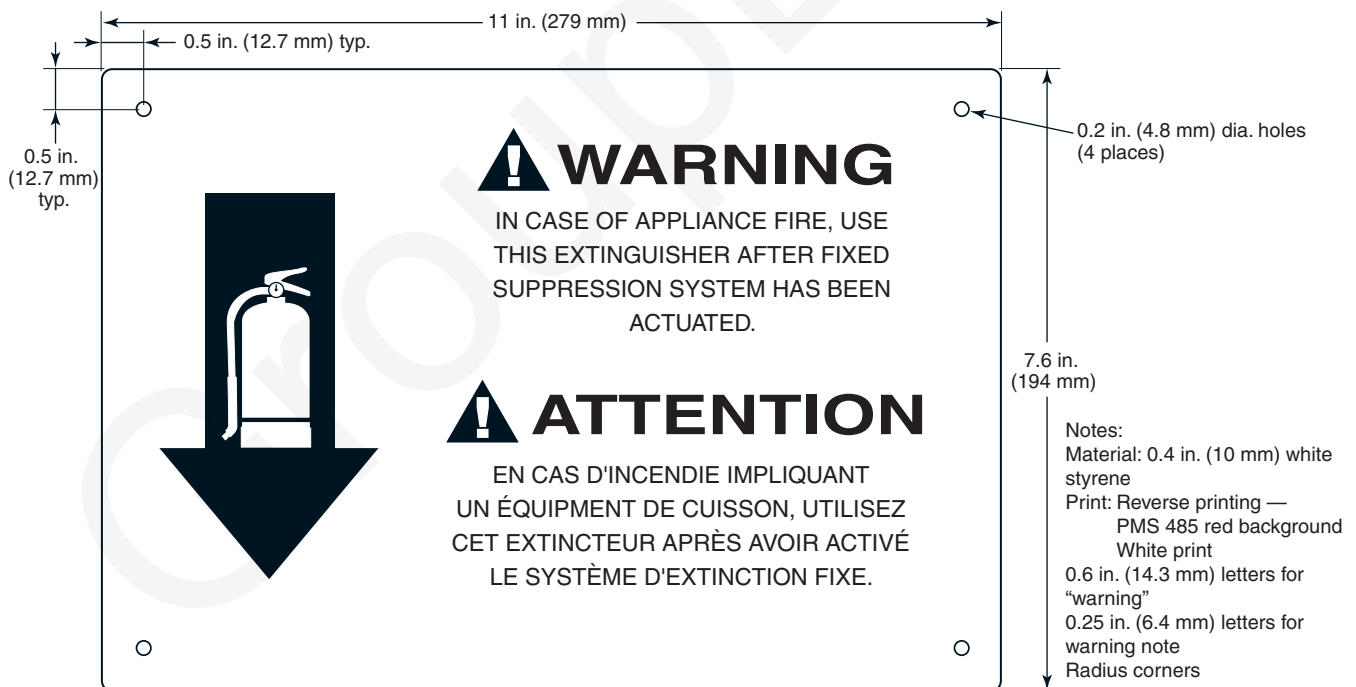 11 in. (279 mm)
0.5 in. (12.7 mm) typ.
0.5 in.
(12.7 mm)
typ.
0.2 in. (4.8 mm) dia. holes
(4 places)
WARNING
IN CASE OF APPLIANCE FIRE, USE
THIS EXTINGUISHER AFTER FIXED
SUPPRESSION SYSTEM HAS BEEN
ACTUATED.
7.6 in.
(194 mm)
ATTENTION
EN CAS D'INCENDIE IMPLIQUANT
UN ÉQUIPMENT DE CUISSON, UTILISEZ
CET EXTINCTEUR APRÈS AVOIR ACTIVÉ
LE SYSTÈME D'EXTINCTION FIXE.
Notes:
Material: 0.4 in. (10 mm) white
styrene
Print: Reverse printing —
PMS 485 red background
White print
0.6 in. (14.3 mm) letters for
“warning”
0.25 in. (6.4 mm) letters for
warning note
Radius corners